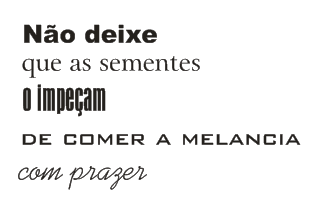 Não deixe
que as sementes
o impeçam
DE COMER A MELANCIA
com prazer